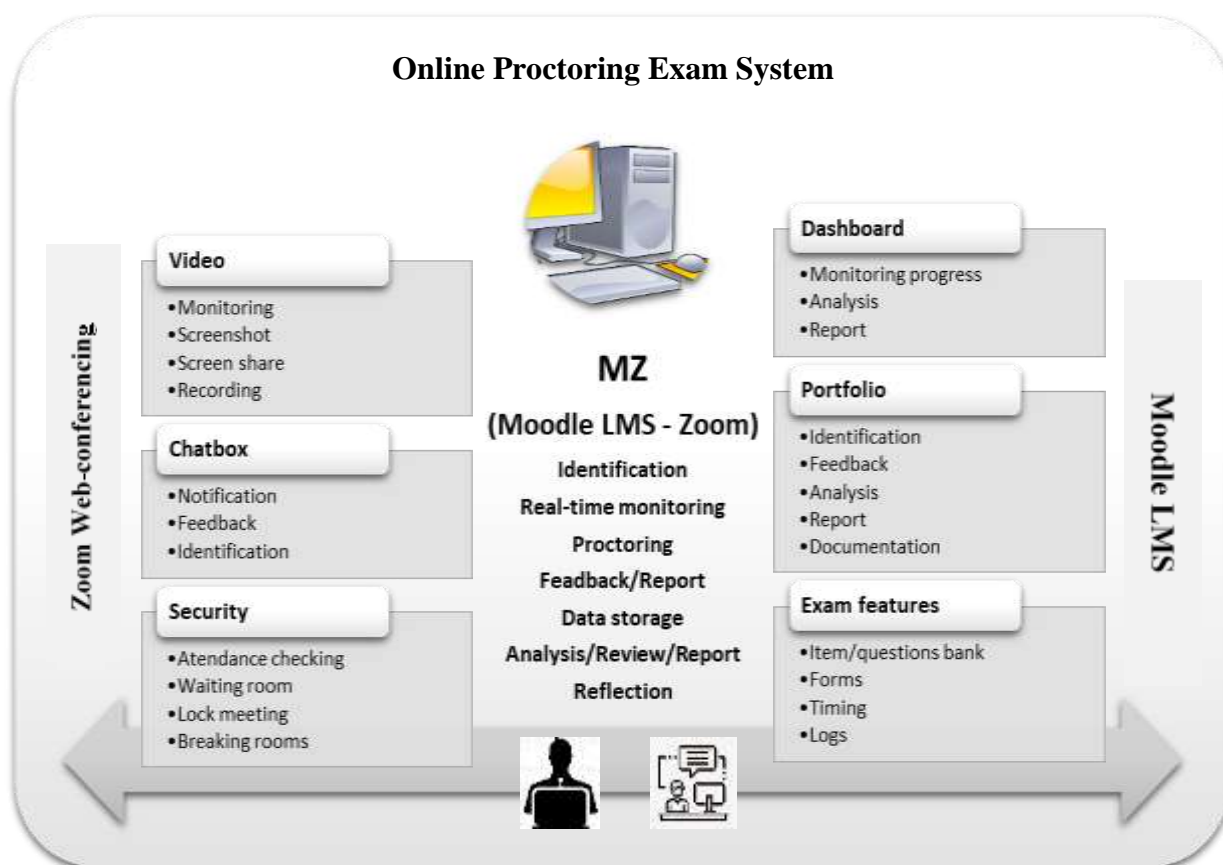 Online Proctoring Exam System
Zoom Web-conferencing
Video
•Monitoring
•Screenshot
•Screen share
•Recording
Chatbox
•Notification
•Feedback
•Identification
Security
•Atendance checking
•Waiting room
•Lock meeting
•Breaking rooms
MZ
(Moodle LMS - Zoom)
Identification
Real-time monitoring
Proctoring
Feadback/Report
Data storage
Analysis/Review/Report
Reflection
Dashboard
•Monitoring progress
•Analysis
•Report
Portfolio
•Identification
•Feedback
•Analysis
•Report
•Documentation
Exam features
•Item/questions bank
•Forms
•Timing
•Logs
Moodle LMS